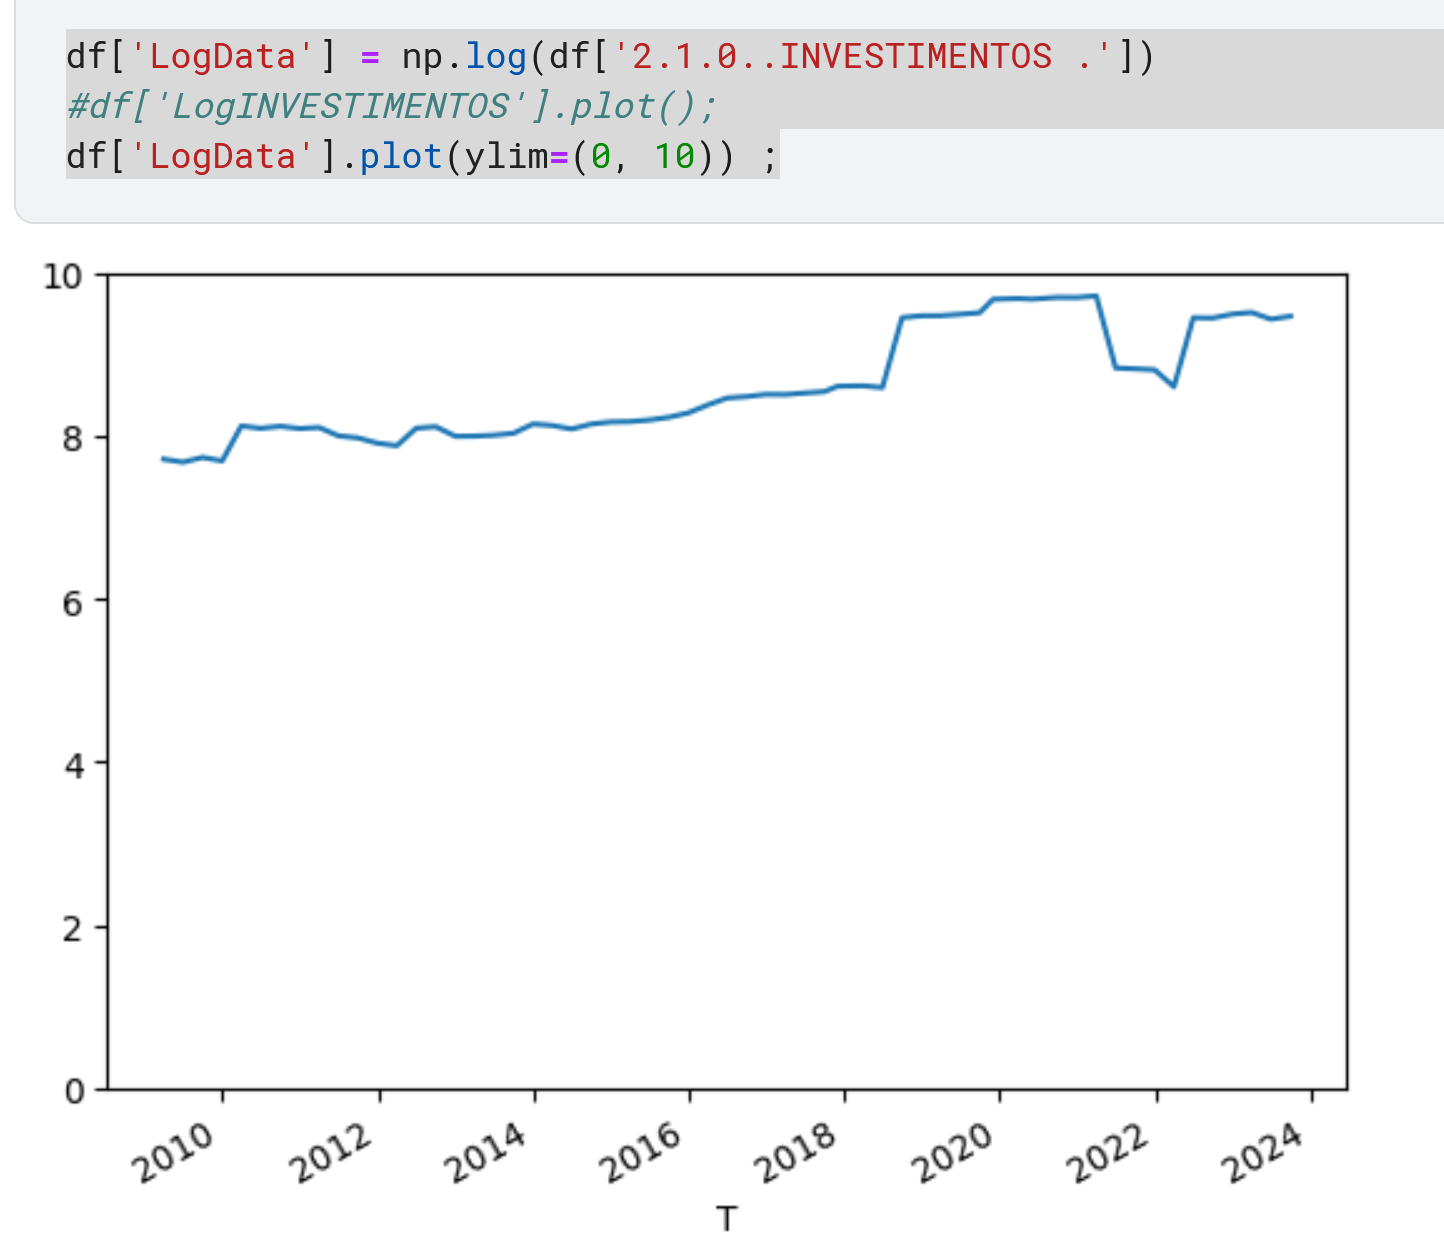 df['LogData'] = np.log(df['2.1.0..INVESTIMENTOS .'])
#df['LogINVESTIMENTOS'].plot();
df['LogData'].plot(ylim=(0, 10)) ;
10
8
6
4
2
0
2010 2012 2014 2016 2018 2020 2022 2024
T